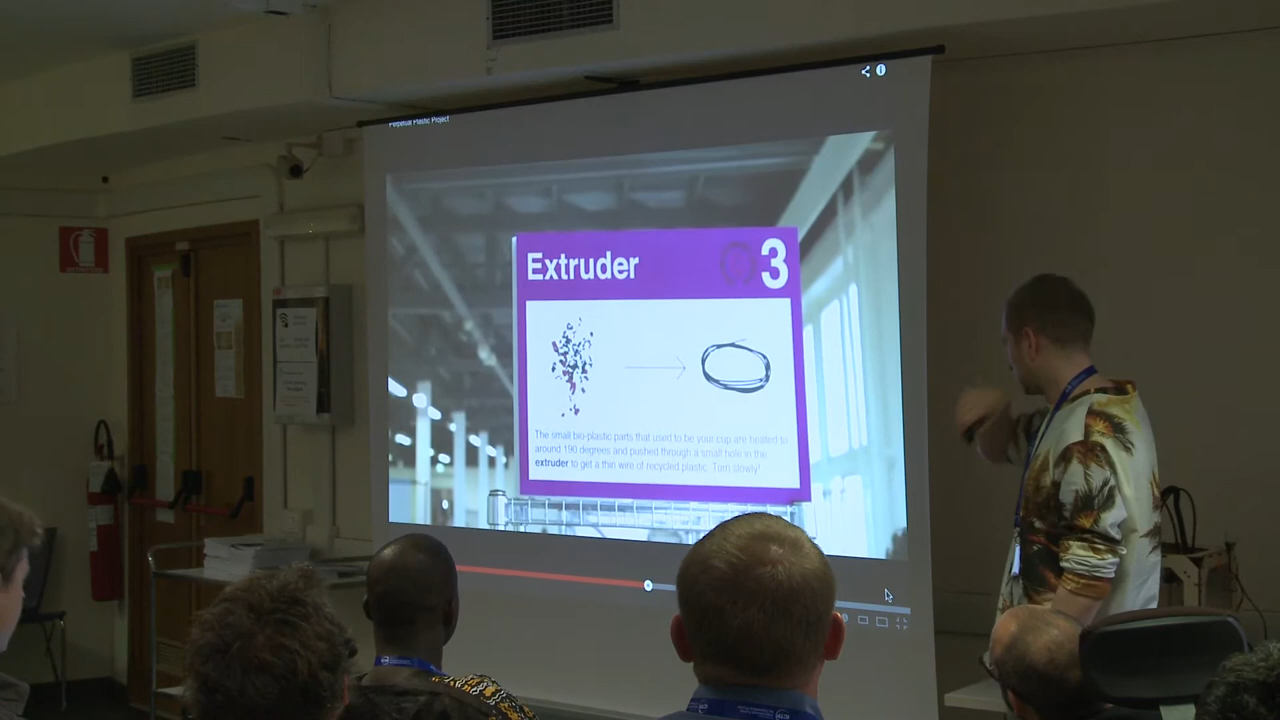 Perpetual Plastic Project
Extruder 3
The small bio-plastic parts that used to be your cup are heated to
around 190 degrees and pushed through a small hole in the
extruder to get a thin wire of recycled plastic. Turn slowly!